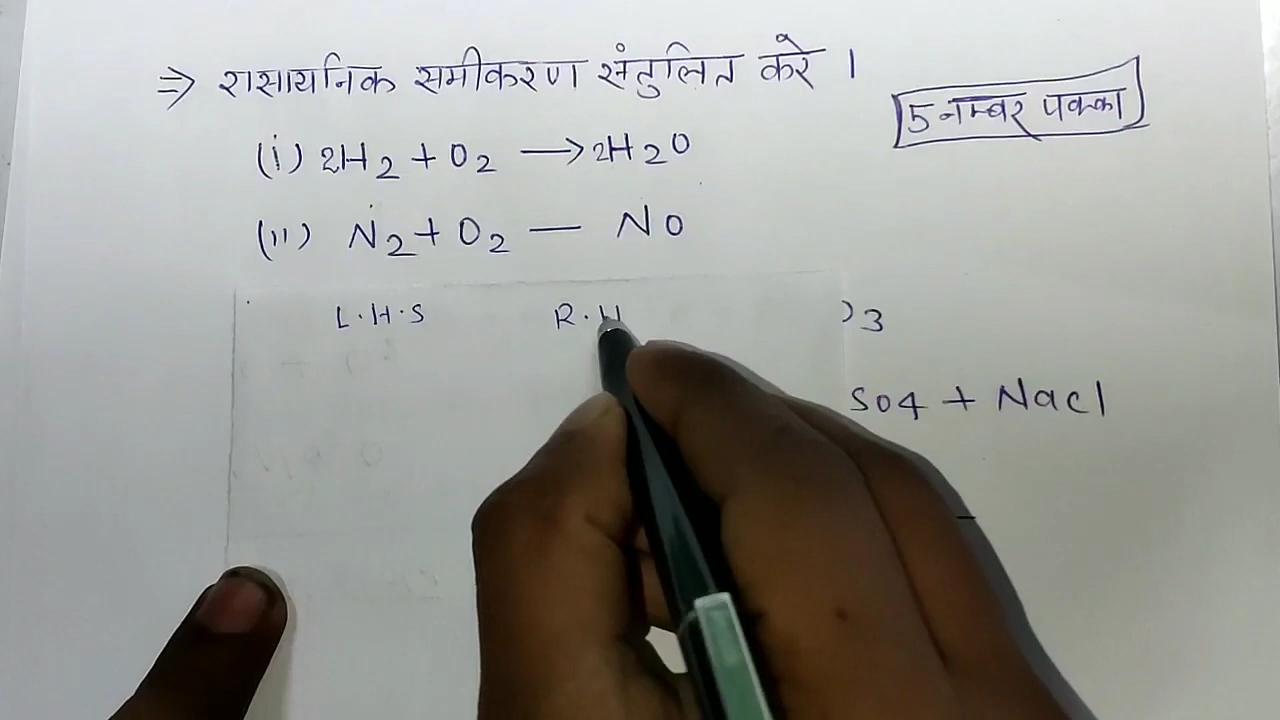 ⇒ रासायनिक समीकरण संतुलित करे ।
5 नम्बर पक्का
(i) 2H2 + O2 → 2H2O
(ii) N2 + O2 — NO
L.H.S R.H
3
SO4 + Nacl